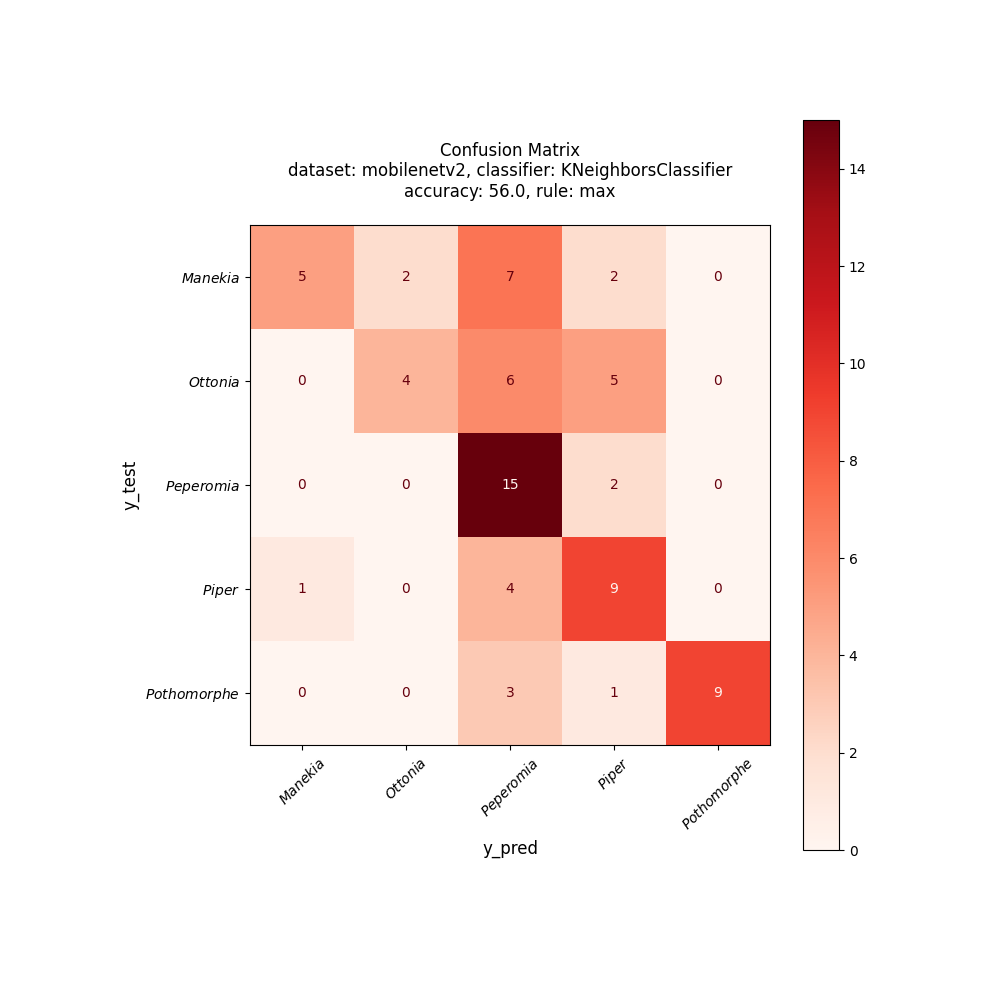 Confusion Matrix
dataset: mobilenetv2, classifier: KNeighborsClassifier
accuracy: 56.0, rule: max
Manekia 5 2 7 2 0
Ottonia 0 4 6 5 0
Peperomia 0 0 15 2 0
Piper 1 0 4 9 0
Pothomorphe 0 0 3 1 9
Manekia Ottonia Peperomia Piper Pothomorphe
y_test
y_pred
14
12
10
8
6
4
2
0